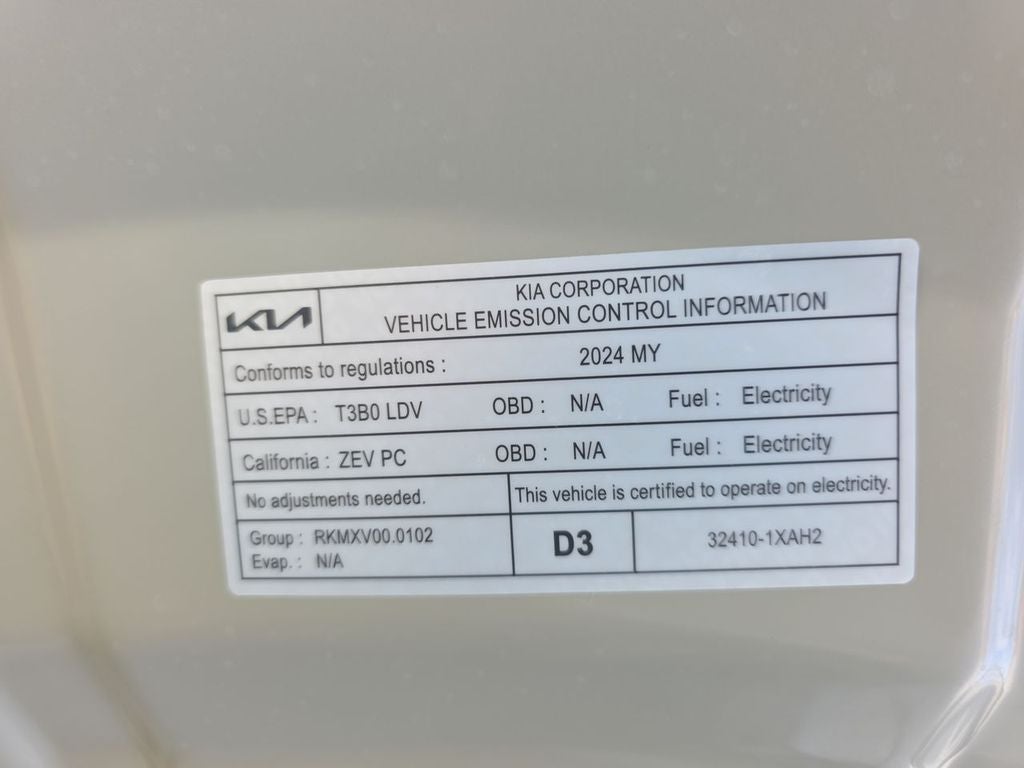 KIA KIA CORPORATION
VEHICLE EMISSION CONTROL INFORMATION
Conforms to regulations : 2024 MY
U.S.EPA : T3B0 LDV OBD : N/A Fuel : Electricity
California : ZEV PC OBD : N/A Fuel : Electricity
No adjustments needed. This vehicle is certified to operate on electricity.
Group : RKMXV00.0102
Evap. : N/A
D3
32410-1XAH2